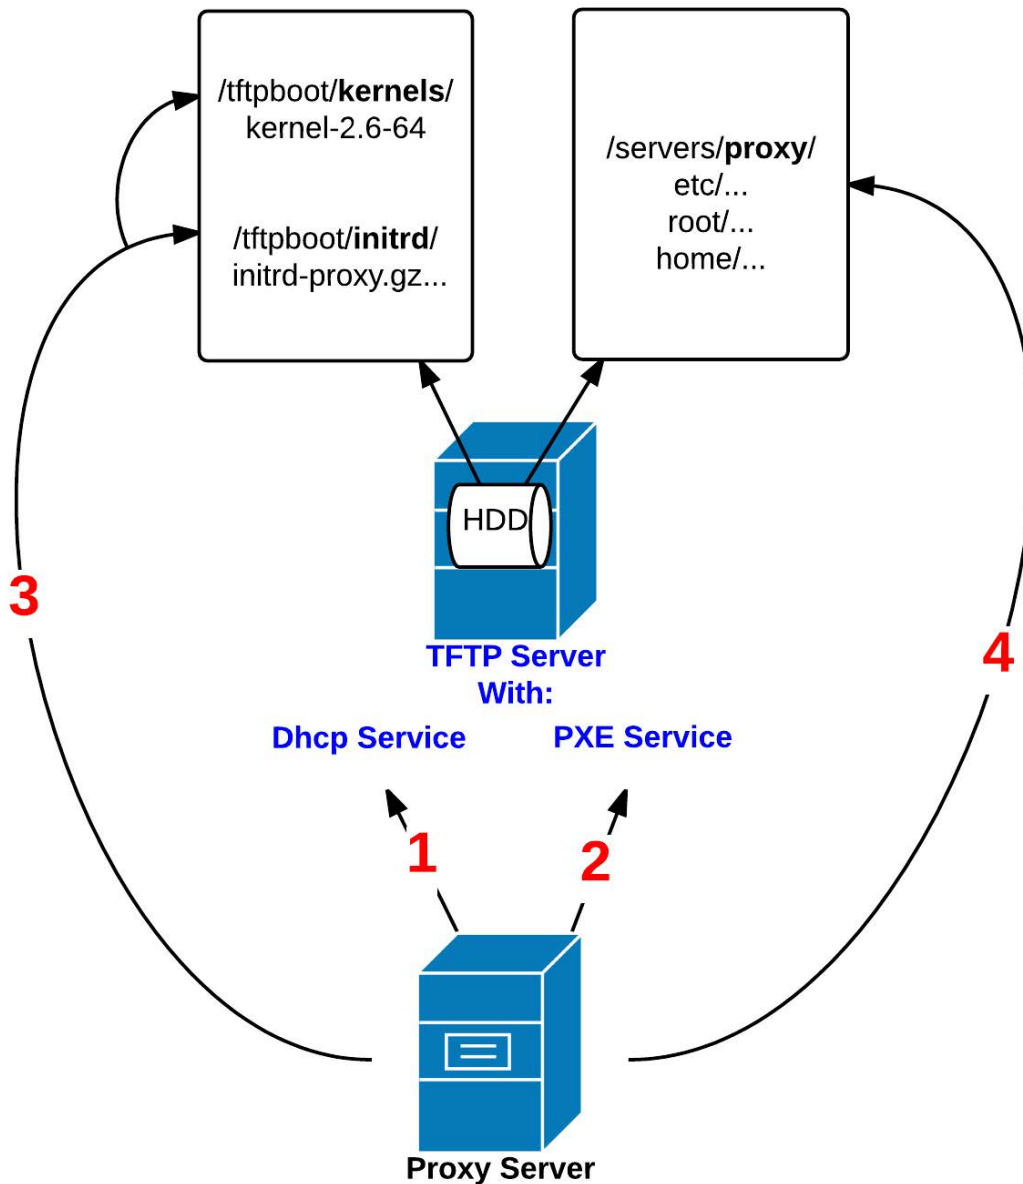 /tftpboot/kernels/
kernel-2.6-64
/tftpboot/initrd/
initrd-proxy.gz...
/servers/proxy/
etc/...
root/...
home/...
HDD
3
4
TFTP Server
With:
Dhcp Service
PXE Service
1
2
Proxy Server